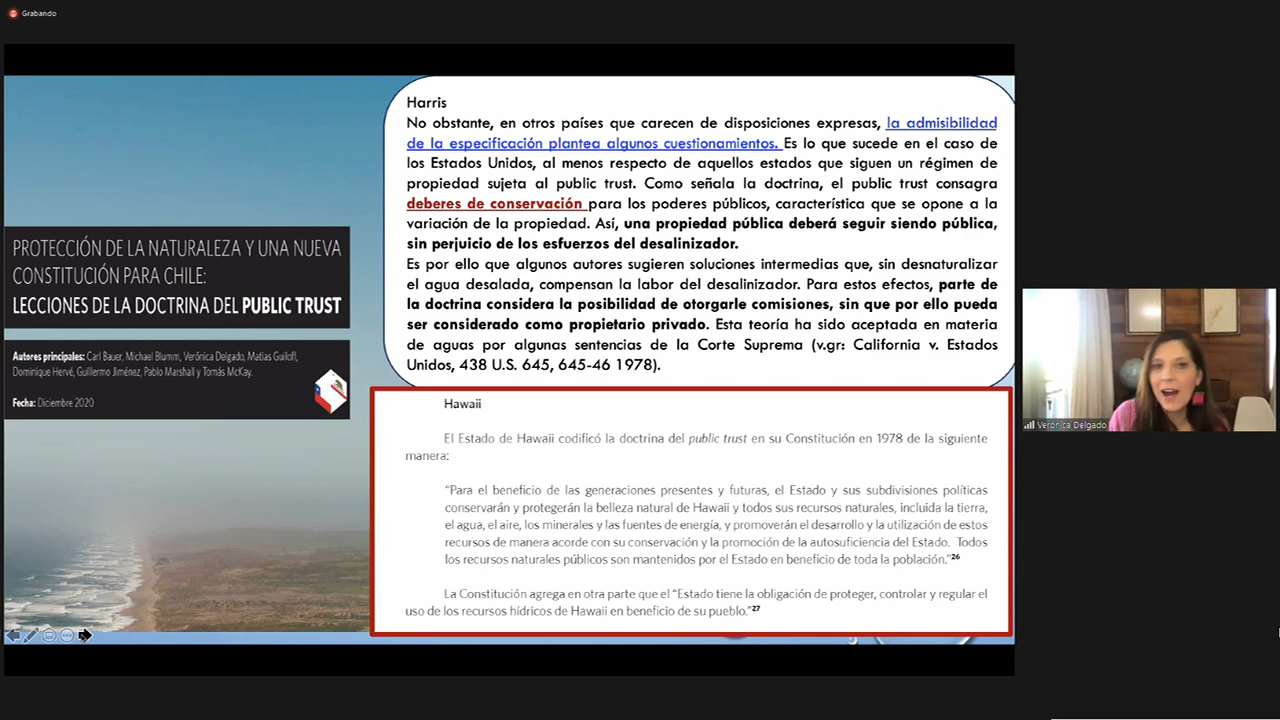 Grabando
PROTECCIÓN DE LA NATURALEZA Y UNA NUEVA
CONSTITUCIÓN PARA CHILE:
LECCIONES DE LA DOCTRINA DEL PUBLIC TRUST
Autores principales: Carl Bauer, Michael Blumm, Verónica Delgado, Matías Guiloff,
Dominique Hervé, Guillermo Jiménez, Pablo Marshall y Tomás McKay.
Fecha: Diciembre 2020
Harris
No obstante, en otros países que carecen de disposiciones expresas, la admisibilidad
de la especificación plantea algunos cuestionamientos. Es lo que sucede en el caso de
los Estados Unidos, al menos respecto de aquellos estados que siguen un régimen de
propiedad sujeta al public trust. Como señala la doctrina, el public trust consagra
deberes de conservación para los poderes públicos, característica que se opone a la
variación de la propiedad. Así, una propiedad pública deberá seguir siendo pública,
sin perjuicio de los esfuerzos del desalinizador.
Es por ello que algunos autores sugieren soluciones intermedias que, sin desnaturalizar
el agua desalada, compensan la labor del desalinizador. Para estos efectos, parte de
la doctrina considera la posibilidad de otorgarle comisiones, sin que por ello pueda
ser considerado como propietario privado. Esta teoría ha sido aceptada en materia
de aguas por algunas sentencias de la Corte Suprema (v.gr: California v. Estados
Unidos, 438 U.S. 645, 645-46 1978).
Hawaii
El Estado de Hawaii codificó la doctrina del public trust en su Constitución en 1978 de la siguiente
manera:
“Para el beneficio de las generaciones presentes y futuras, el Estado y sus subdivisiones políticas
conservarán y protegerán la belleza natural de Hawaii y todos sus recursos naturales, incluida la tierra,
el agua, el aire, los minerales y las fuentes de energía, y promoverán el desarrollo y la utilización de estos
recursos de manera acorde con su conservación y la promoción de la autosuficiencia del Estado. Todos
los recursos naturales públicos son mantenidos por el Estado en beneficio de toda la población.”26
La Constitución agrega en otra parte que el “Estado tiene la obligación de proteger, controlar y regular el
uso de los recursos hídricos de Hawaii en beneficio de su pueblo.”27
Verónica Delgado